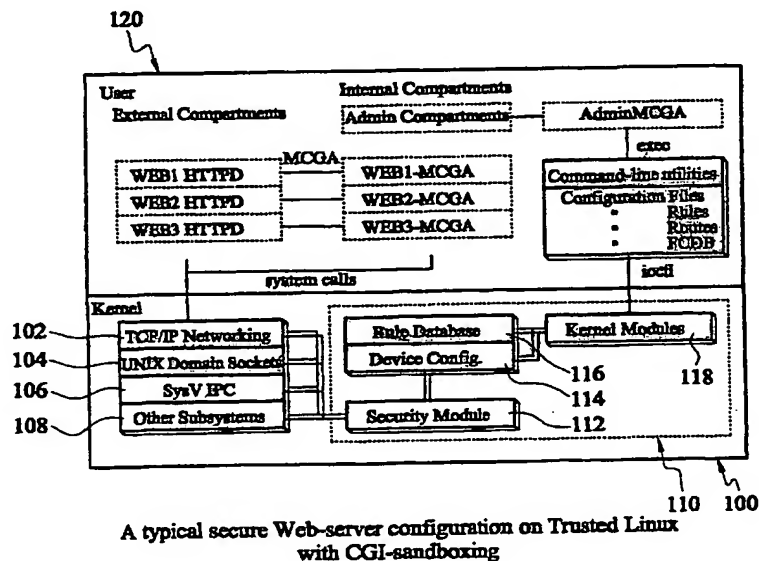 120
User
Internal Compartments
External Compartments
Admin Compartments
AdminMCGA
exec
MCGA
WEB1 HTTPD
WEB1-MCGA
WEB2 HTTPD
WEB2-MCGA
WEB3 HTTPD
WEB3-MCGA
Command-line utilities
Configuration Files
Rules
Routes
FCDB
system calls
ioctl
Kernel
102
TCP/IP Networking
104
UNIX Domain Sockets
106
SysV IPC
108
Other Subsystems
Rule Database
Device Config.
Security Module
Kernel Modules
116
118
114
112
110
100
A typical secure Web-server configuration on Trusted Linux
with CGI-sandboxing